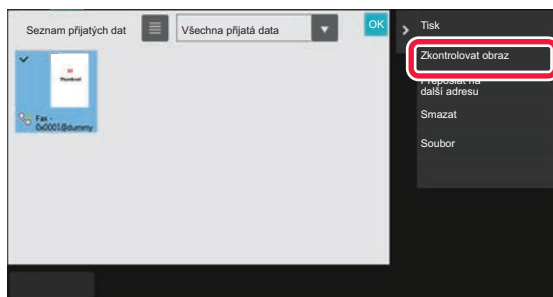 Seznam přijatých dat
Všechna přijatá data
OK
Thumbnail
Fax -
0x0001@dummy
Tisk
Zkontrolovat obraz
Přeposlat na
další adresu
Smazat
Soubor